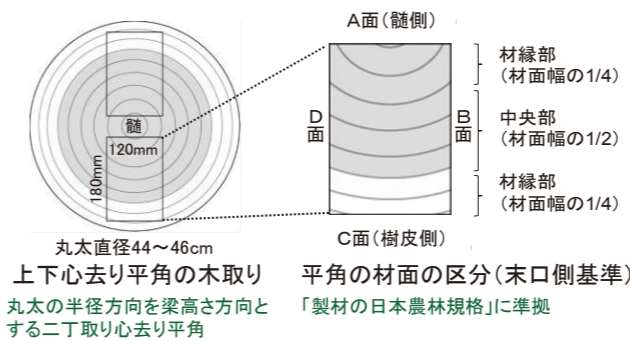 髄
120mm
180mm
丸太直径44～46cm
上下心去り平角の木取り
丸太の半径方向を梁高さ方向と
する二丁取り心去り平角
A面（髄側）
D面
B面
材縁部
（材面幅の1/4）
中央部
（材面幅の1/2）
材縁部
（材面幅の1/4）
C面（樹皮側）
平角の材面の区分（末口側基準）
「製材の日本農林規格」に準拠